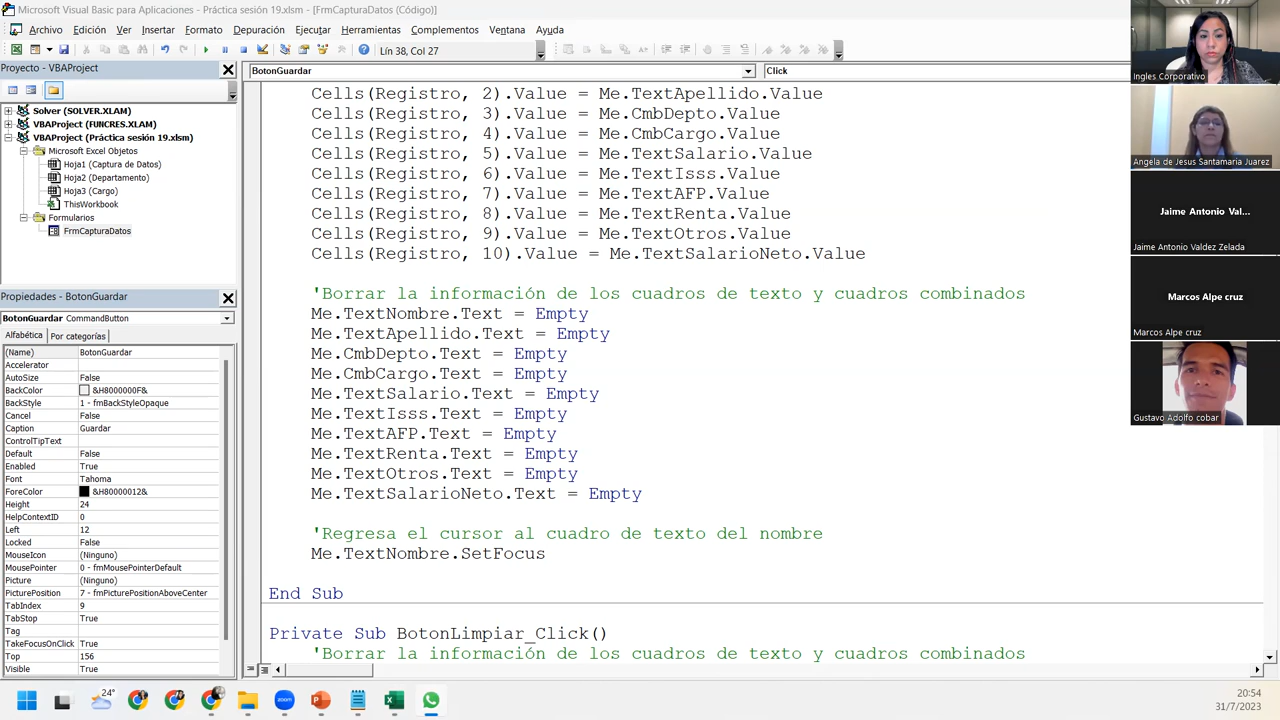 Microsoft Visual Basic para Aplicaciones - Práctica sesión 19.xlsm - [FrmCapturaDatos (Código)]
Archivo Edición Ver Insertar Formato Depuración Ejecutar Herramientas Complementos Ventana Ayuda
Lín 38, Col 27
Proyecto - VBAProject
Solver (SOLVER.XLAM)
VBAProject (FUNCRES.XLAM)
VBAProject (Práctica sesión 19.xlsm)
Microsoft Excel Objetos
Hoja1 (Captura de Datos)
Hoja2 (Departamento)
Hoja3 (Cargo)
ThisWorkbook
Formularios
FrmCapturaDatos
Propiedades - BotonGuardar
BotonGuardar CommandButton
Alfabética Por categorías
(Name) BotonGuardar
Accelerator
AutoSize False
BackColor &H8000000F&
BackStyle 1 - fmBackStyleOpaque
Cancel False
Caption Guardar
ControlTipText
Default False
Enabled True
Font Tahoma
ForeColor &H80000012&
Height 24
HelpContextID 0
Left 12
Locked False
MouseIcon (Ninguno)
MousePointer 0 - fmMousePointerDefault
Picture (Ninguno)
PicturePosition 7 - fmPicturePositionAboveCenter
TabIndex 9
TabStop True
Tag
TakeFocusOnClick True
Top 156
Visible True
BotonGuardar Click
Cells(Registro, 2).Value = Me.TextApellido.Value
Cells(Registro, 3).Value = Me.CmbDepto.Value
Cells(Registro, 4).Value = Me.CmbCargo.Value
Cells(Registro, 5).Value = Me.TextSalario.Value
Cells(Registro, 6).Value = Me.TextIsss.Value
Cells(Registro, 7).Value = Me.TextAFP.Value
Cells(Registro, 8).Value = Me.TextRenta.Value
Cells(Registro, 9).Value = Me.TextOtros.Value
Cells(Registro, 10).Value = Me.TextSalarioNeto.Value
'Borrar la información de los cuadros de texto y cuadros combinados
Me.TextNombre.Text = Empty
Me.TextApellido.Text = Empty
Me.CmbDepto.Text = Empty
Me.CmbCargo.Text = Empty
Me.TextSalario.Text = Empty
Me.TextIsss.Text = Empty
Me.TextAFP.Text = Empty
Me.TextRenta.Text = Empty
Me.TextOtros.Text = Empty
Me.TextSalarioNeto.Text = Empty
'Regresa el cursor al cuadro de texto del nombre
Me.TextNombre.SetFocus
End Sub
Private Sub BotonLimpiar_Click()
'Borrar la información de los cuadros de texto y cuadros combinados
Ingles Corporativo
Angela de Jesus Santamaria Juarez
Jaime Antonio Val...
Jaime Antonio Valdez Zelada
Marcos Alpe cruz
Marcos Alpe cruz
Gustavo Adolfo cobar
24°
zoom
20:54
31/7/2023